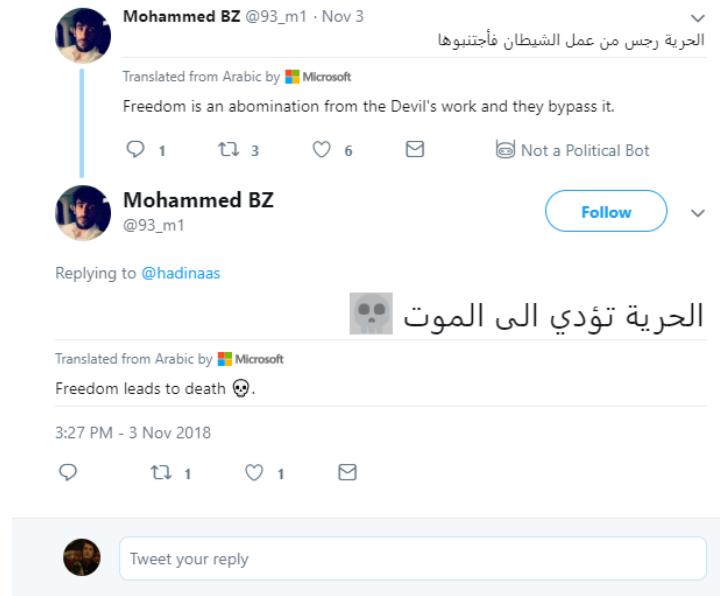 Mohammed BZ @93_m1 · Nov 3
الحرية رجس من عمل الشيطان فأجتنبوها
Translated from Arabic by Microsoft
Freedom is an abomination from the Devil's work and they bypass it.
1 3 6 Not a Political Bot
Mohammed BZ
@93_m1
Follow
Replying to @hadinaas
الحرية تؤدي الى الموت 💀
Translated from Arabic by Microsoft
Freedom leads to death 💀.
3:27 PM - 3 Nov 2018
1 1
Tweet your reply